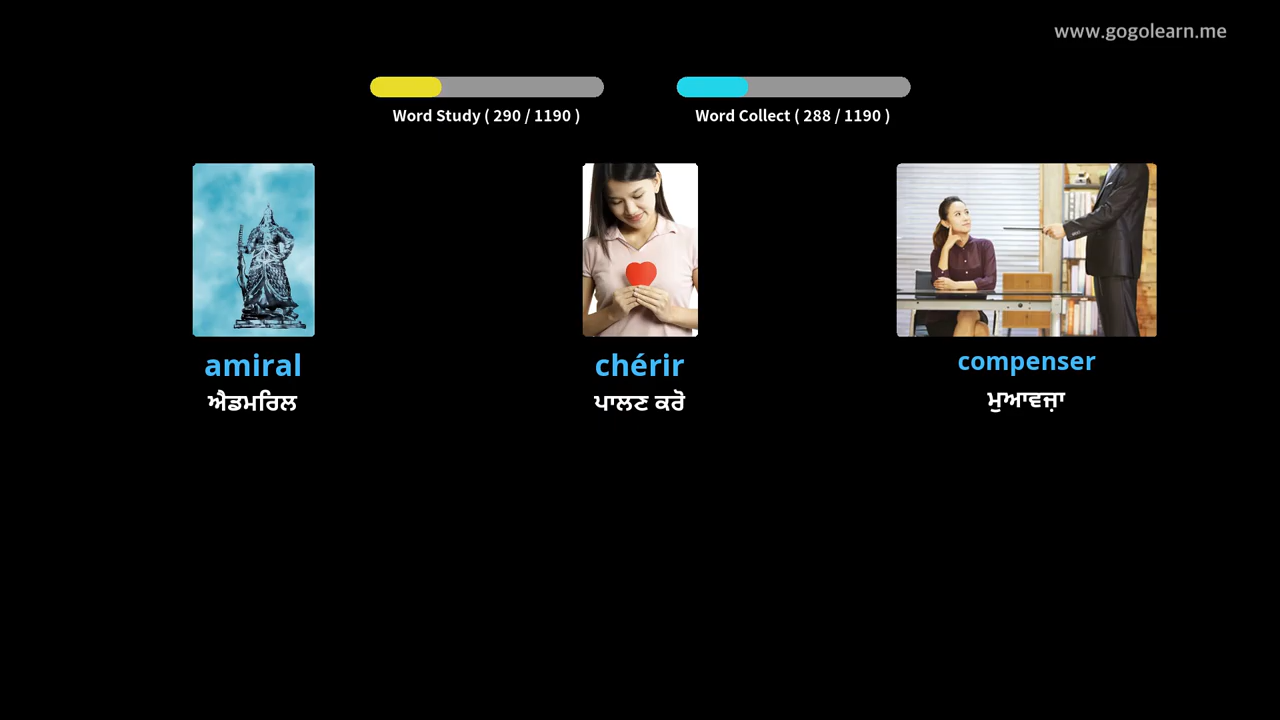 www.gogolearn.me
Word Study ( 290 / 1190 )
Word Collect ( 288 / 1190 )
amiral
ਐਡਮਰਿਲ
chérir
ਪਾਲਣ ਕਰੋ
compenser
ਮੁਆਵਜ਼ਾ